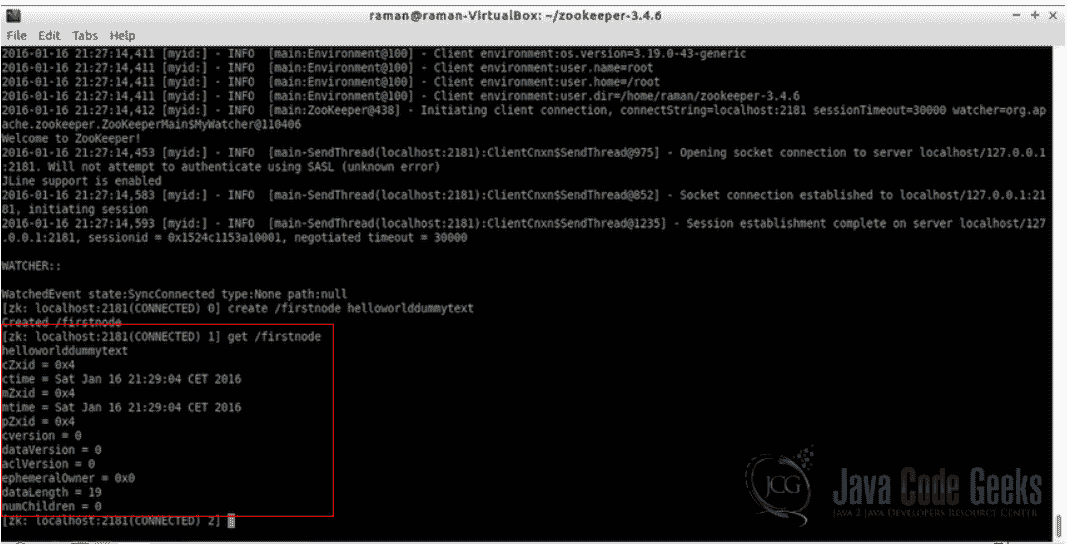 raman@raman-VirtualBox: ~/zookeeper-3.4.6
File Edit Tabs Help
2016-01-16 21:27:14,411 [myid:] - INFO  [main:Environment@100] - Client environment:os.version=3.19.0-43-generic
2016-01-16 21:27:14,411 [myid:] - INFO  [main:Environment@100] - Client environment:user.name=root
2016-01-16 21:27:14,411 [myid:] - INFO  [main:Environment@100] - Client environment:user.home=/root
2016-01-16 21:27:14,411 [myid:] - INFO  [main:Environment@100] - Client environment:user.dir=/home/raman/zookeeper-3.4.6
2016-01-16 21:27:14,412 [myid:] - INFO  [main:ZooKeeper@438] - Initiating client connection, connectString=localhost:2181 sessionTimeout=30000 watcher=org.ap
ache.zookeeper.ZooKeeperMain$MyWatcher@110406
Welcome to ZooKeeper!
2016-01-16 21:27:14,453 [myid:] - INFO  [main-SendThread(localhost:2181):ClientCnxn$SendThread@975] - Opening socket connection to server localhost/127.0.0.1
:2181. Will not attempt to authenticate using SASL (unknown error)
JLine support is enabled
2016-01-16 21:27:14,583 [myid:] - INFO  [main-SendThread(localhost:2181):ClientCnxn$SendThread@852] - Socket connection established to localhost/127.0.0.1:21
81, initiating session
2016-01-16 21:27:14,593 [myid:] - INFO  [main-SendThread(localhost:2181):ClientCnxn$SendThread@1235] - Session establishment complete on server localhost/127
.0.0.1:2181, sessionid = 0x1524c1153a10001, negotiated timeout = 30000
WATCHER::
WatchedEvent state:SyncConnected type:None path:null
[zk: localhost:2181(CONNECTED) 0] create /firstnode helloworlddummytext
Created /firstnode
[zk: localhost:2181(CONNECTED) 1] get /firstnode
helloworlddummytext
cZxid = 0x4
ctime = Sat Jan 16 21:29:04 CET 2016
mZxid = 0x4
mtime = Sat Jan 16 21:29:04 CET 2016
pZxid = 0x4
cversion = 0
dataVersion = 0
aclVersion = 0
ephemeralOwner = 0x0
dataLength = 19
numChildren = 0
[zk: localhost:2181(CONNECTED) 2]
JCG
Java Code Geeks
JAVA 2 JAVA DEVELOPERS RESOURCE CENTER